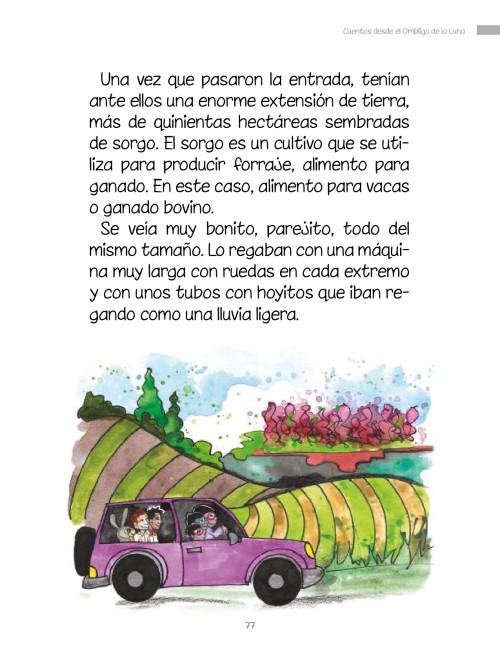 Cuentos desde el Ombligo de la Luna
Una vez que pasaron la entrada, tenían
ante ellos una enorme extensión de tierra,
más de quinientas hectáreas sembradas
de sorgo. El sorgo es un cultivo que se uti-
liza para producir forraje, alimento para
ganado. En este caso, alimento para vacas
o ganado bovino.
Se veía muy bonito, parejito, todo del
mismo tamaño. Lo regaban con una máqui-
na muy larga con ruedas en cada extremo
y con unos tubos con hoyitos que iban re-
gando como una lluvia ligera.
77